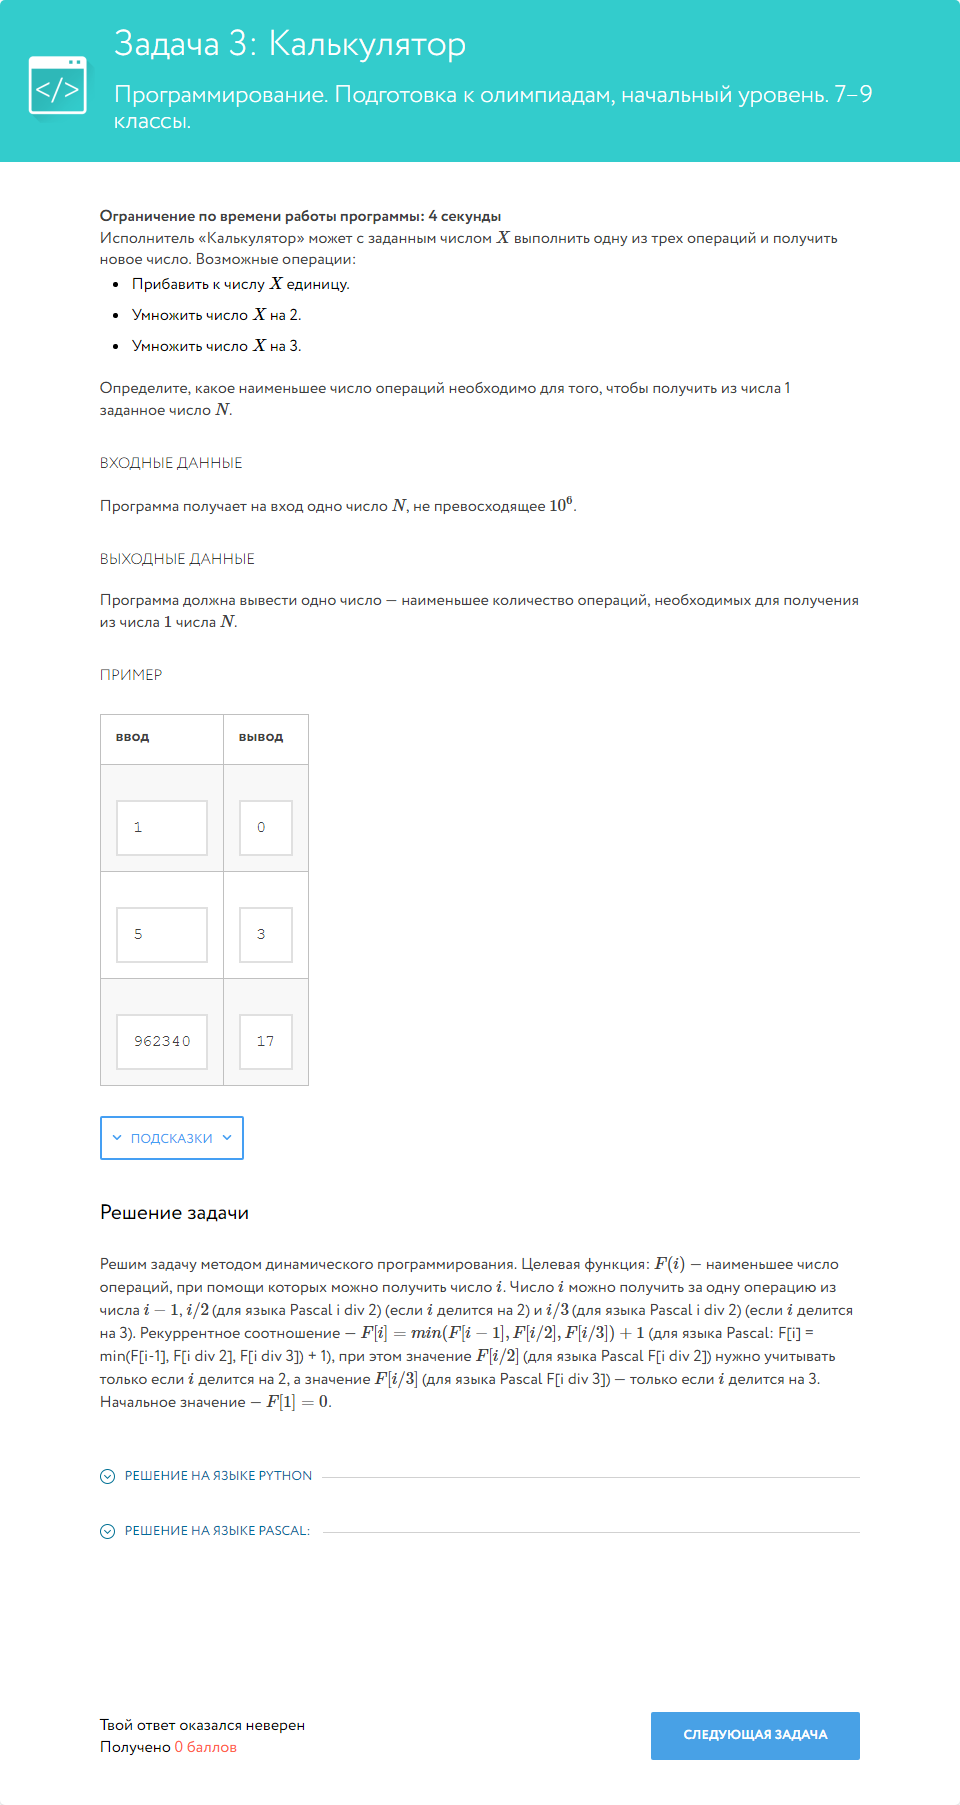 Задача 3: Калькулятор
</>
Программирование. Подготовка к олимпиадам, начальный уровень. 7–9
классы.
Ограничение по времени работы программы: 4 секунды
Исполнитель «Калькулятор» может с заданным числом X выполнить одну из трех операций и получить
новое число. Возможные операции:
• Прибавить к числу X единицу.
• Умножить число X на 2.
• Умножить число X на 3.
Определите, какое наименьшее число операций необходимо для того, чтобы получить из числа 1
заданное число N.
ВХОДНЫЕ ДАННЫЕ
Программа получает на вход одно число N, не превосходящее 10⁶.
ВЫХОДНЫЕ ДАННЫЕ
Программа должна вывести одно число — наименьшее количество операций, необходимых для получения
из числа 1 числа N.
ПРИМЕР
ввод вывод
1 0
5 3
962340 17
ПОДСКАЗКИ
Решение задачи
Решим задачу методом динамического программирования. Целевая функция: F(i) — наименьшее число
операций, при помощи которых можно получить число i. Число i можно получить за одну операцию из
числа i − 1, i/2 (для языка Pascal i div 2) (если i делится на 2) и i/3 (для языка Pascal i div 2) (если i делится
на 3). Рекуррентное соотношение — F[i] = min(F[i − 1], F[i/2], F[i/3]) + 1 (для языка Pascal: F[i] =
min(F[i-1], F[i div 2], F[i div 3]) + 1), при этом значение F[i/2] (для языка Pascal F[i div 2]) нужно учитывать
только если i делится на 2, а значение F[i/3] (для языка Pascal F[i div 3]) — только если i делится на 3.
Начальное значение — F[1] = 0.
РЕШЕНИЕ НА ЯЗЫКЕ PYTHON
РЕШЕНИЕ НА ЯЗЫКЕ PASCAL:
Твой ответ оказался неверен
Получено 0 баллов
СЛЕДУЮЩАЯ ЗАДАЧА